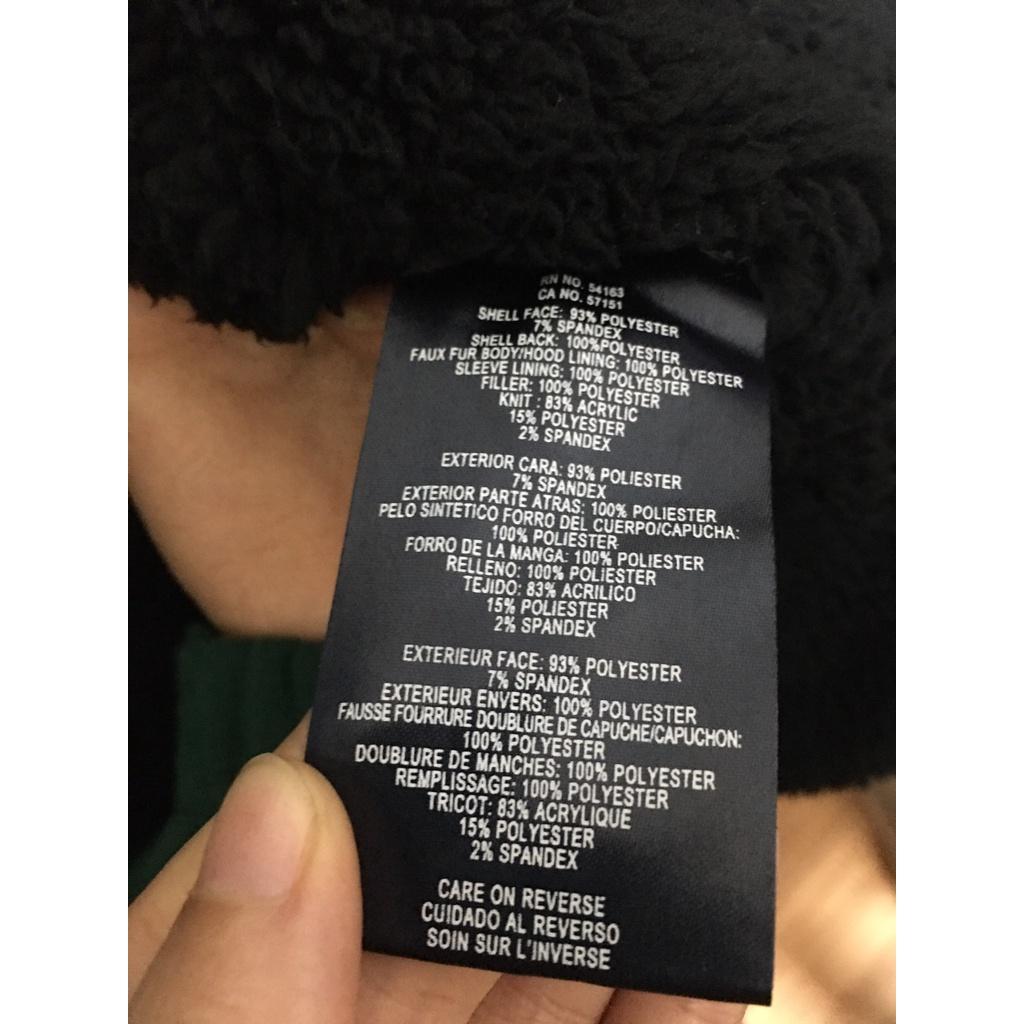 RN NO. 54163
CA NO. 57151
SHELL FACE: 93% POLYESTER
7% SPANDEX
SHELL BACK: 100%POLYESTER
FAUX FUR BODY/HOOD LINING: 100% POLYESTER
SLEEVE LINING: 100% POLYESTER
FILLER: 100% POLYESTER
KNIT : 83% ACRYLIC
15% POLYESTER
2% SPANDEX
EXTERIOR CARA: 93% POLIESTER
7% SPANDEX
EXTERIOR PARTE ATRAS: 100% POLIESTER
PELO SINTETICO FORRO DEL CUERPO/CAPUCHA:
100% POLIESTER
FORRO DE LA MANGA: 100% POLIESTER
RELLENO: 100% POLIESTER
TEJIDO: 83% ACRILICO
15% POLIESTER
2% SPANDEX
EXTERIEUR FACE: 93% POLYESTER
7% SPANDEX
EXTERIEUR ENVERS: 100% POLYESTER
FAUSSE FOURRURE DOUBLURE DE CAPUCHE/CAPUCHON:
100% POLYESTER
DOUBLURE DE MANCHES: 100% POLYESTER
REMPLISSAGE: 100% POLYESTER
TRICOT: 83% ACRYLIQUE
15% POLYESTER
2% SPANDEX
CARE ON REVERSE
CUIDADO AL REVERSO
SOIN SUR L'INVERSE